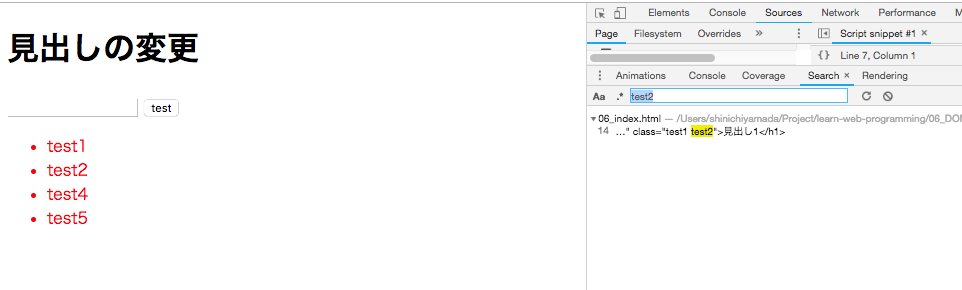 見出しの変更
test
test1
test2
test4
test5
Elements Console Sources Network Performance
Page Filesystem Overrides » Script snippet #1 ×
{} Line 7, Column 1
Animations Console Coverage Search × Rendering
Aa .* test2
06_index.html — /Users/shinichiyamada/Project/learn-web-programming/06_DOM
14 …" class="test1 test2">見出し1</h1>